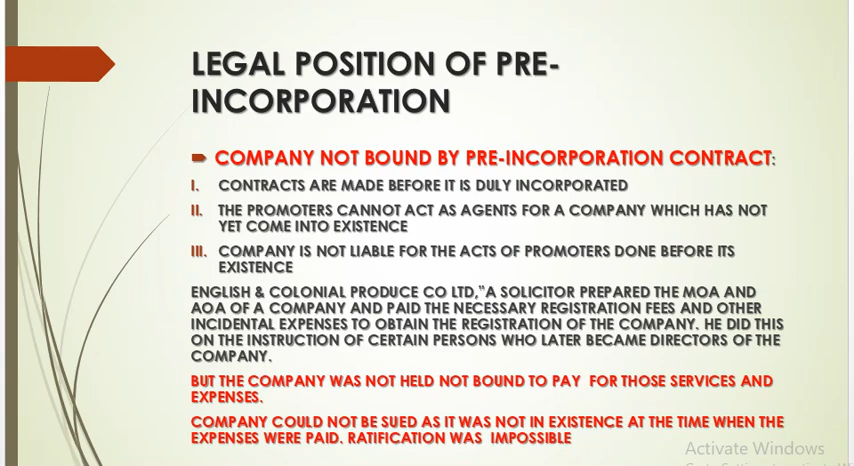 LEGAL POSITION OF PRE-
INCORPORATION
COMPANY NOT BOUND BY PRE-INCORPORATION CONTRACT:
I. CONTRACTS ARE MADE BEFORE IT IS DULY INCORPORATED
II. THE PROMOTERS CANNOT ACT AS AGENTS FOR A COMPANY WHICH HAS NOT
YET COME INTO EXISTENCE
III. COMPANY IS NOT LIABLE FOR THE ACTS OF PROMOTERS DONE BEFORE ITS
EXISTENCE
ENGLISH & COLONIAL PRODUCE CO LTD,"A SOLICITOR PREPARED THE MOA AND
AOA OF A COMPANY AND PAID THE NECESSARY REGISTRATION FEES AND OTHER
INCIDENTAL EXPENSES TO OBTAIN THE REGISTRATION OF THE COMPANY. HE DID THIS
ON THE INSTRUCTION OF CERTAIN PERSONS WHO LATER BECAME DIRECTORS OF THE
COMPANY.
BUT THE COMPANY WAS NOT HELD NOT BOUND TO PAY FOR THOSE SERVICES AND
EXPENSES.
COMPANY COULD NOT BE SUED AS IT WAS NOT IN EXISTENCE AT THE TIME WHEN THE
EXPENSES WERE PAID. RATIFICATION WAS IMPOSSIBLE
Activate Windows